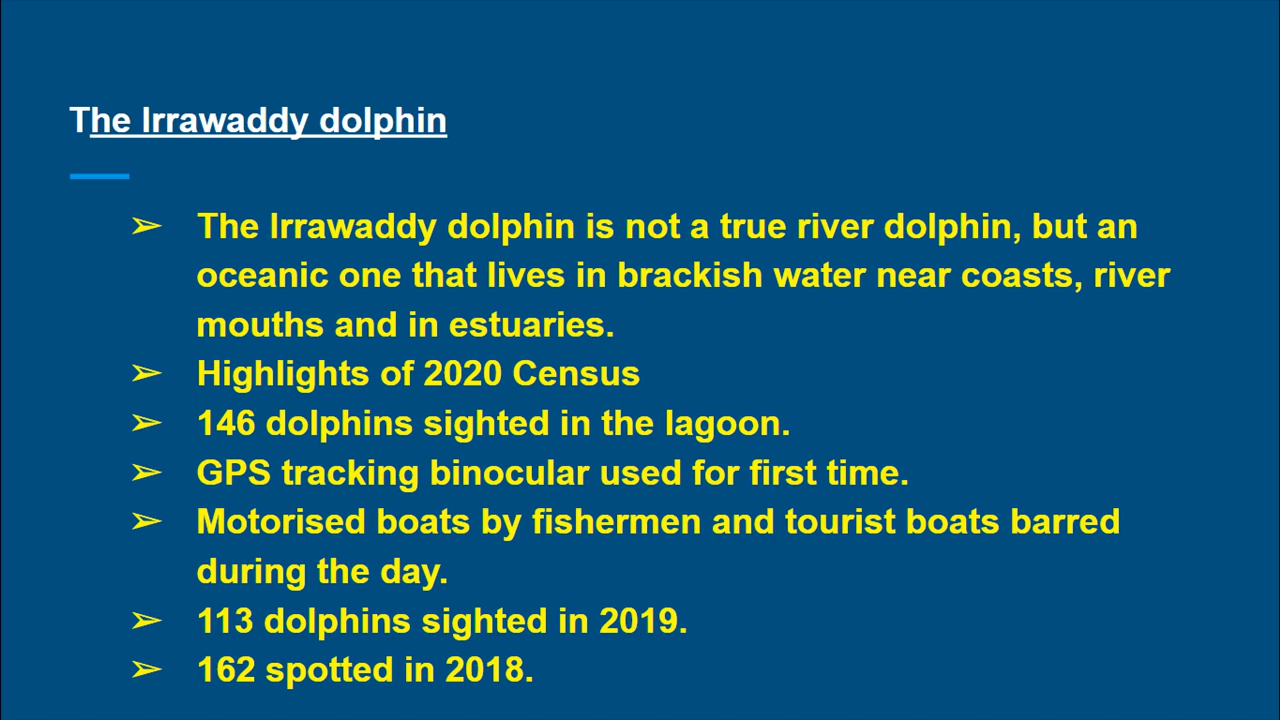 The Irrawaddy dolphin
➢ The Irrawaddy dolphin is not a true river dolphin, but an
oceanic one that lives in brackish water near coasts, river
mouths and in estuaries.
➢ Highlights of 2020 Census
➢ 146 dolphins sighted in the lagoon.
➢ GPS tracking binocular used for first time.
➢ Motorised boats by fishermen and tourist boats barred
during the day.
➢ 113 dolphins sighted in 2019.
➢ 162 spotted in 2018.